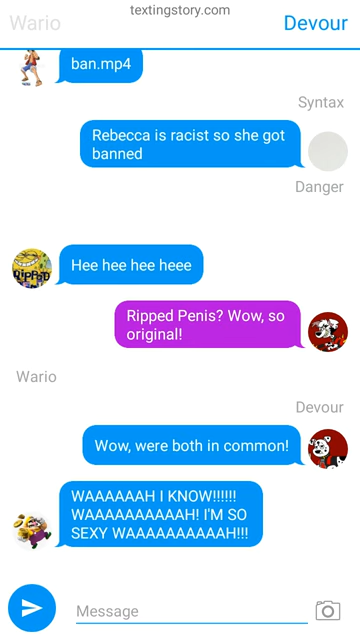 textingstory.com
Wario
Devour
ban.mp4
Syntax
Rebecca is racist so she got
banned
Danger
RippeD
Hee hee hee heee
Ripped Penis? Wow, so
original!
Wario
Devour
Wow, were both in common!
WAAAAAAH I KNOW!!!!!!
WAAAAAAAAAAH! I'M SO
SEXY WAAAAAAAAAAH!!!
Message